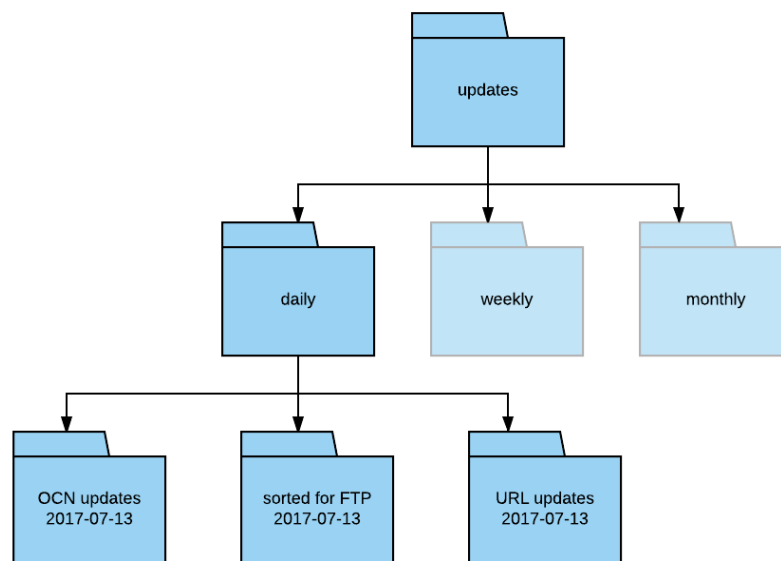 updates
daily
weekly
monthly
OCN updates
2017-07-13
sorted for FTP
2017-07-13
URL updates
2017-07-13